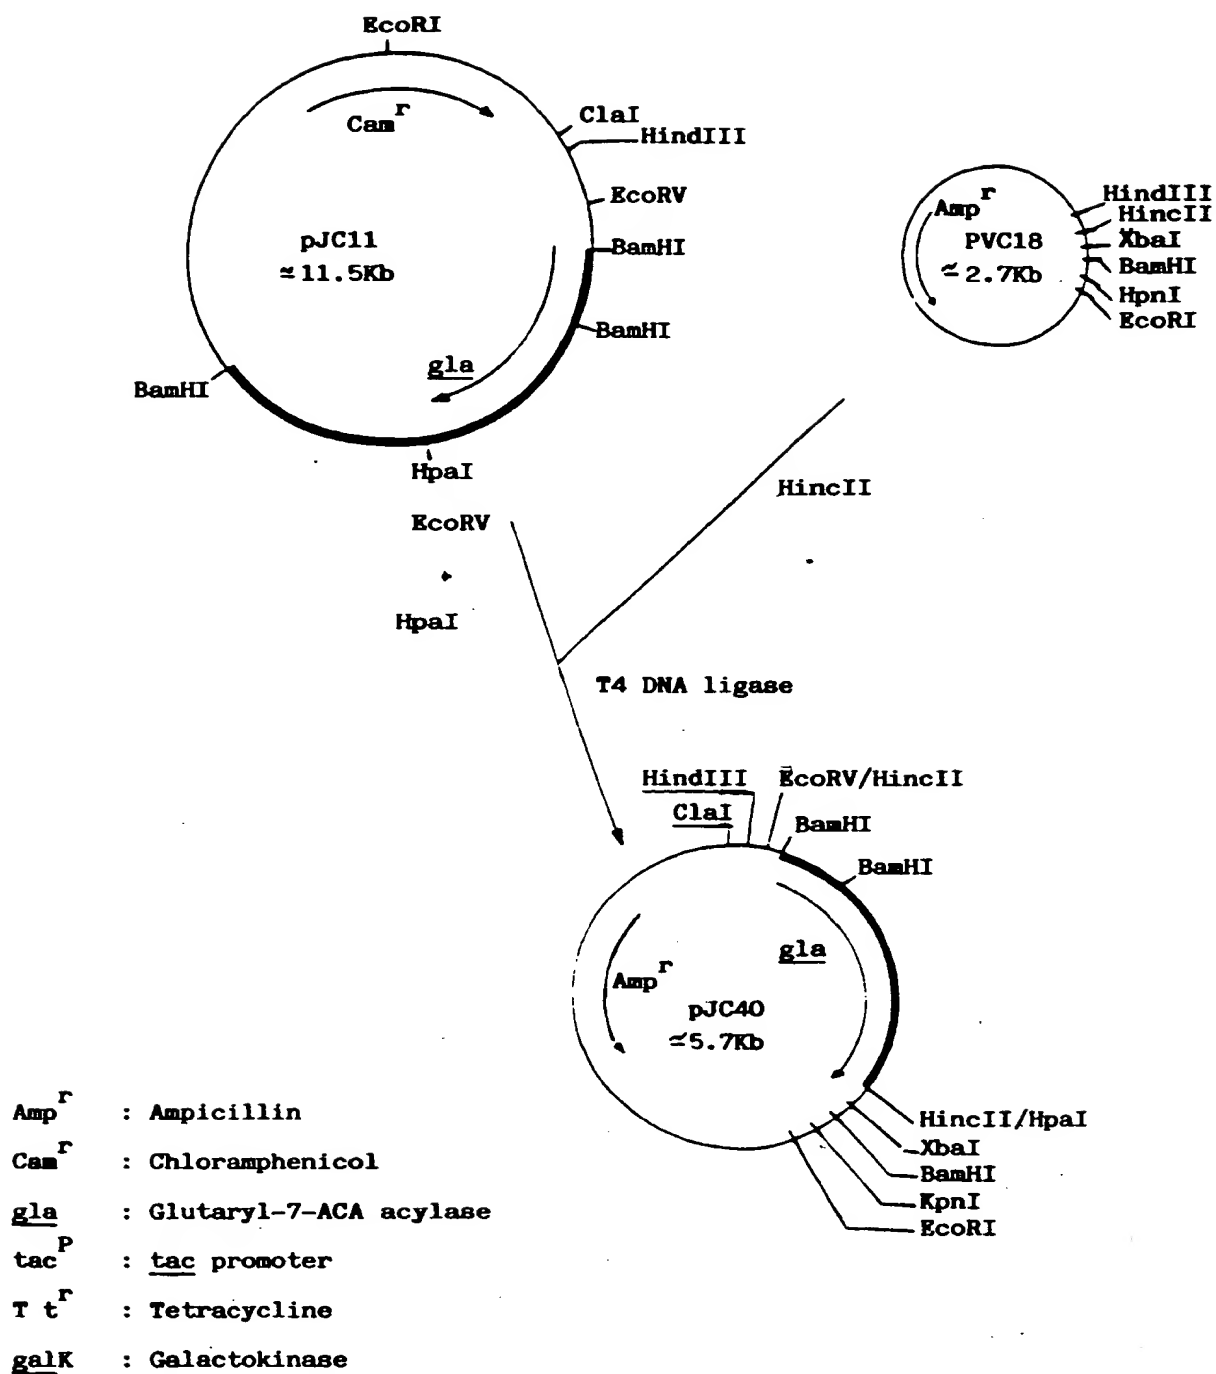 EcoRI
Cam^r
ClaI
HindIII
EcoRV
pJC11
≃11.5Kb
BamHI
BamHI
gla
BamHI
HpaI
Amp^r
PVC18
≃2.7Kb
HindIII
HincII
XbaI
BamHI
HpnI
EcoRI
EcoRV
+
HpaI
HincII
T4 DNA ligase
HindIII
EcoRV/HincII
ClaI
BamHI
BamHI
gla
Amp^r
pJC40
≃5.7Kb
HincII/HpaI
XbaI
BamHI
KpnI
EcoRI
Amp^r : Ampicillin
Cam^r : Chloramphenicol
gla : Glutaryl-7-ACA acylase
tac^P : tac promoter
T t^r : Tetracycline
galK : Galactokinase